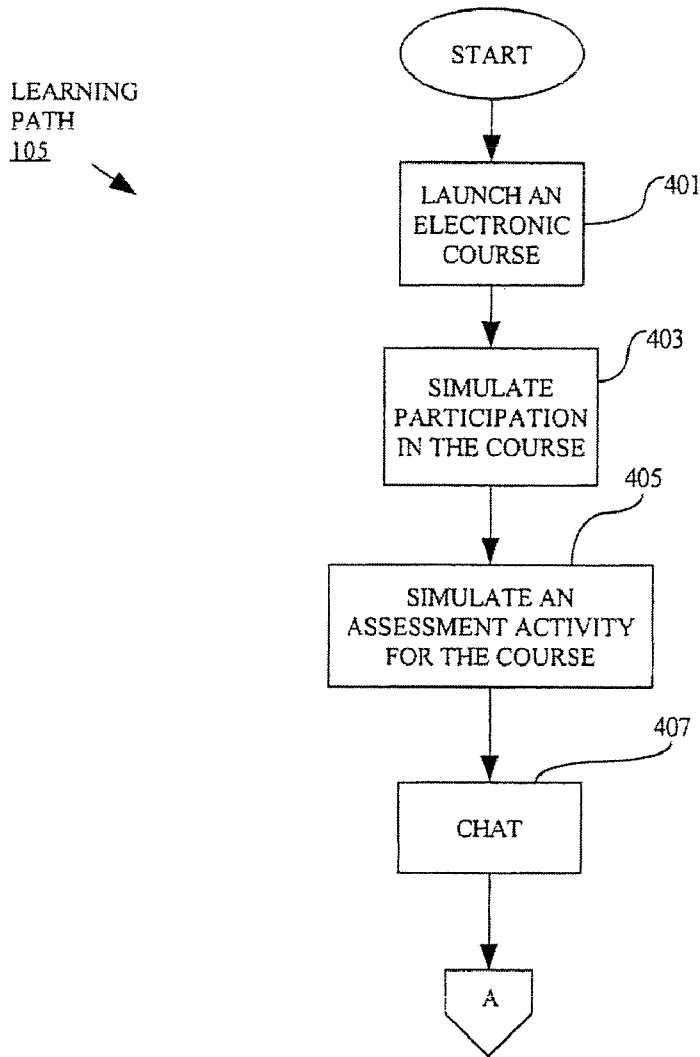 START
LEARNING
PATH
105
LAUNCH AN
ELECTRONIC
COURSE
401
SIMULATE
PARTICIPATION
IN THE COURSE
403
SIMULATE AN
ASSESSMENT ACTIVITY
FOR THE COURSE
405
CHAT
407
A